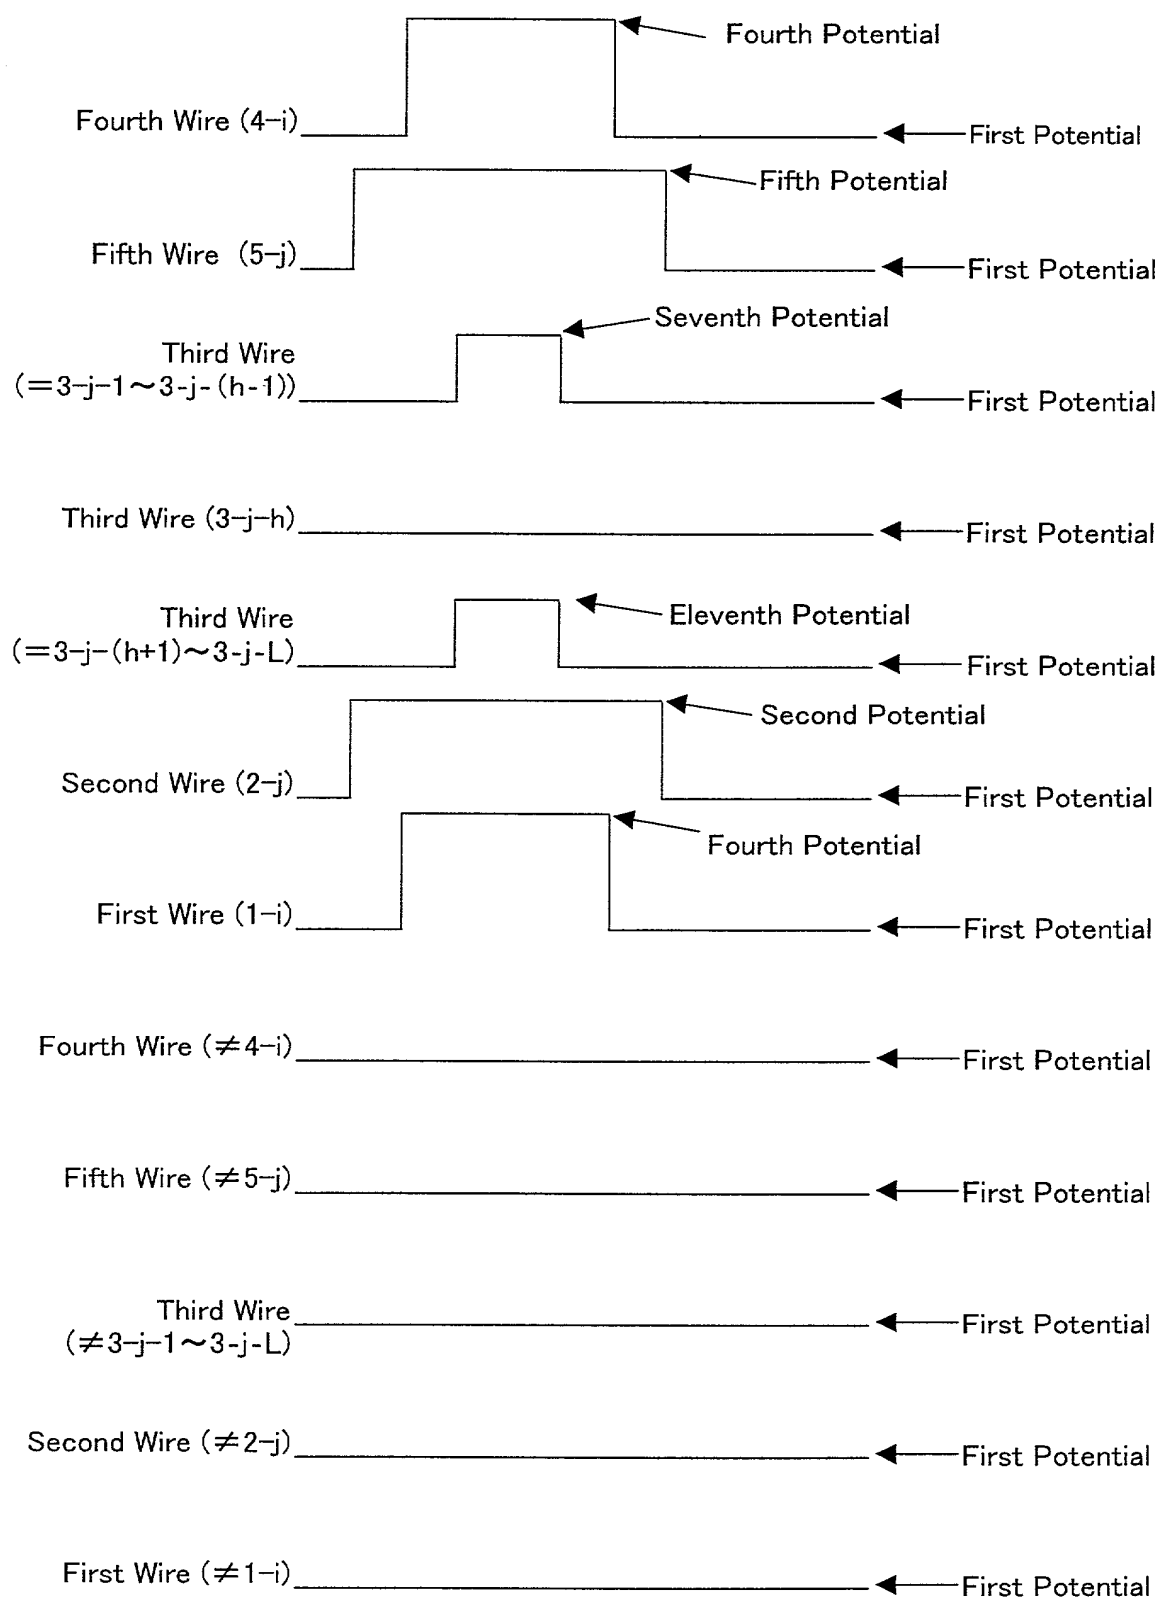 Fourth Potential
Fourth Wire (4-i)
First Potential
Fifth Potential
Fifth Wire (5-j)
First Potential
Seventh Potential
Third Wire
(=3-j-1~3-j-(h-1))
First Potential
Third Wire (3-j-h)
First Potential
Eleventh Potential
Third Wire
(=3-j-(h+1)~3-j-L)
First Potential
Second Potential
Second Wire (2-j)
First Potential
Fourth Potential
First Wire (1-i)
First Potential
Fourth Wire (≠4-i)
First Potential
Fifth Wire (≠5-j)
First Potential
Third Wire
(≠3-j-1~3-j-L)
First Potential
Second Wire (≠2-j)
First Potential
First Wire (≠1-i)
First Potential